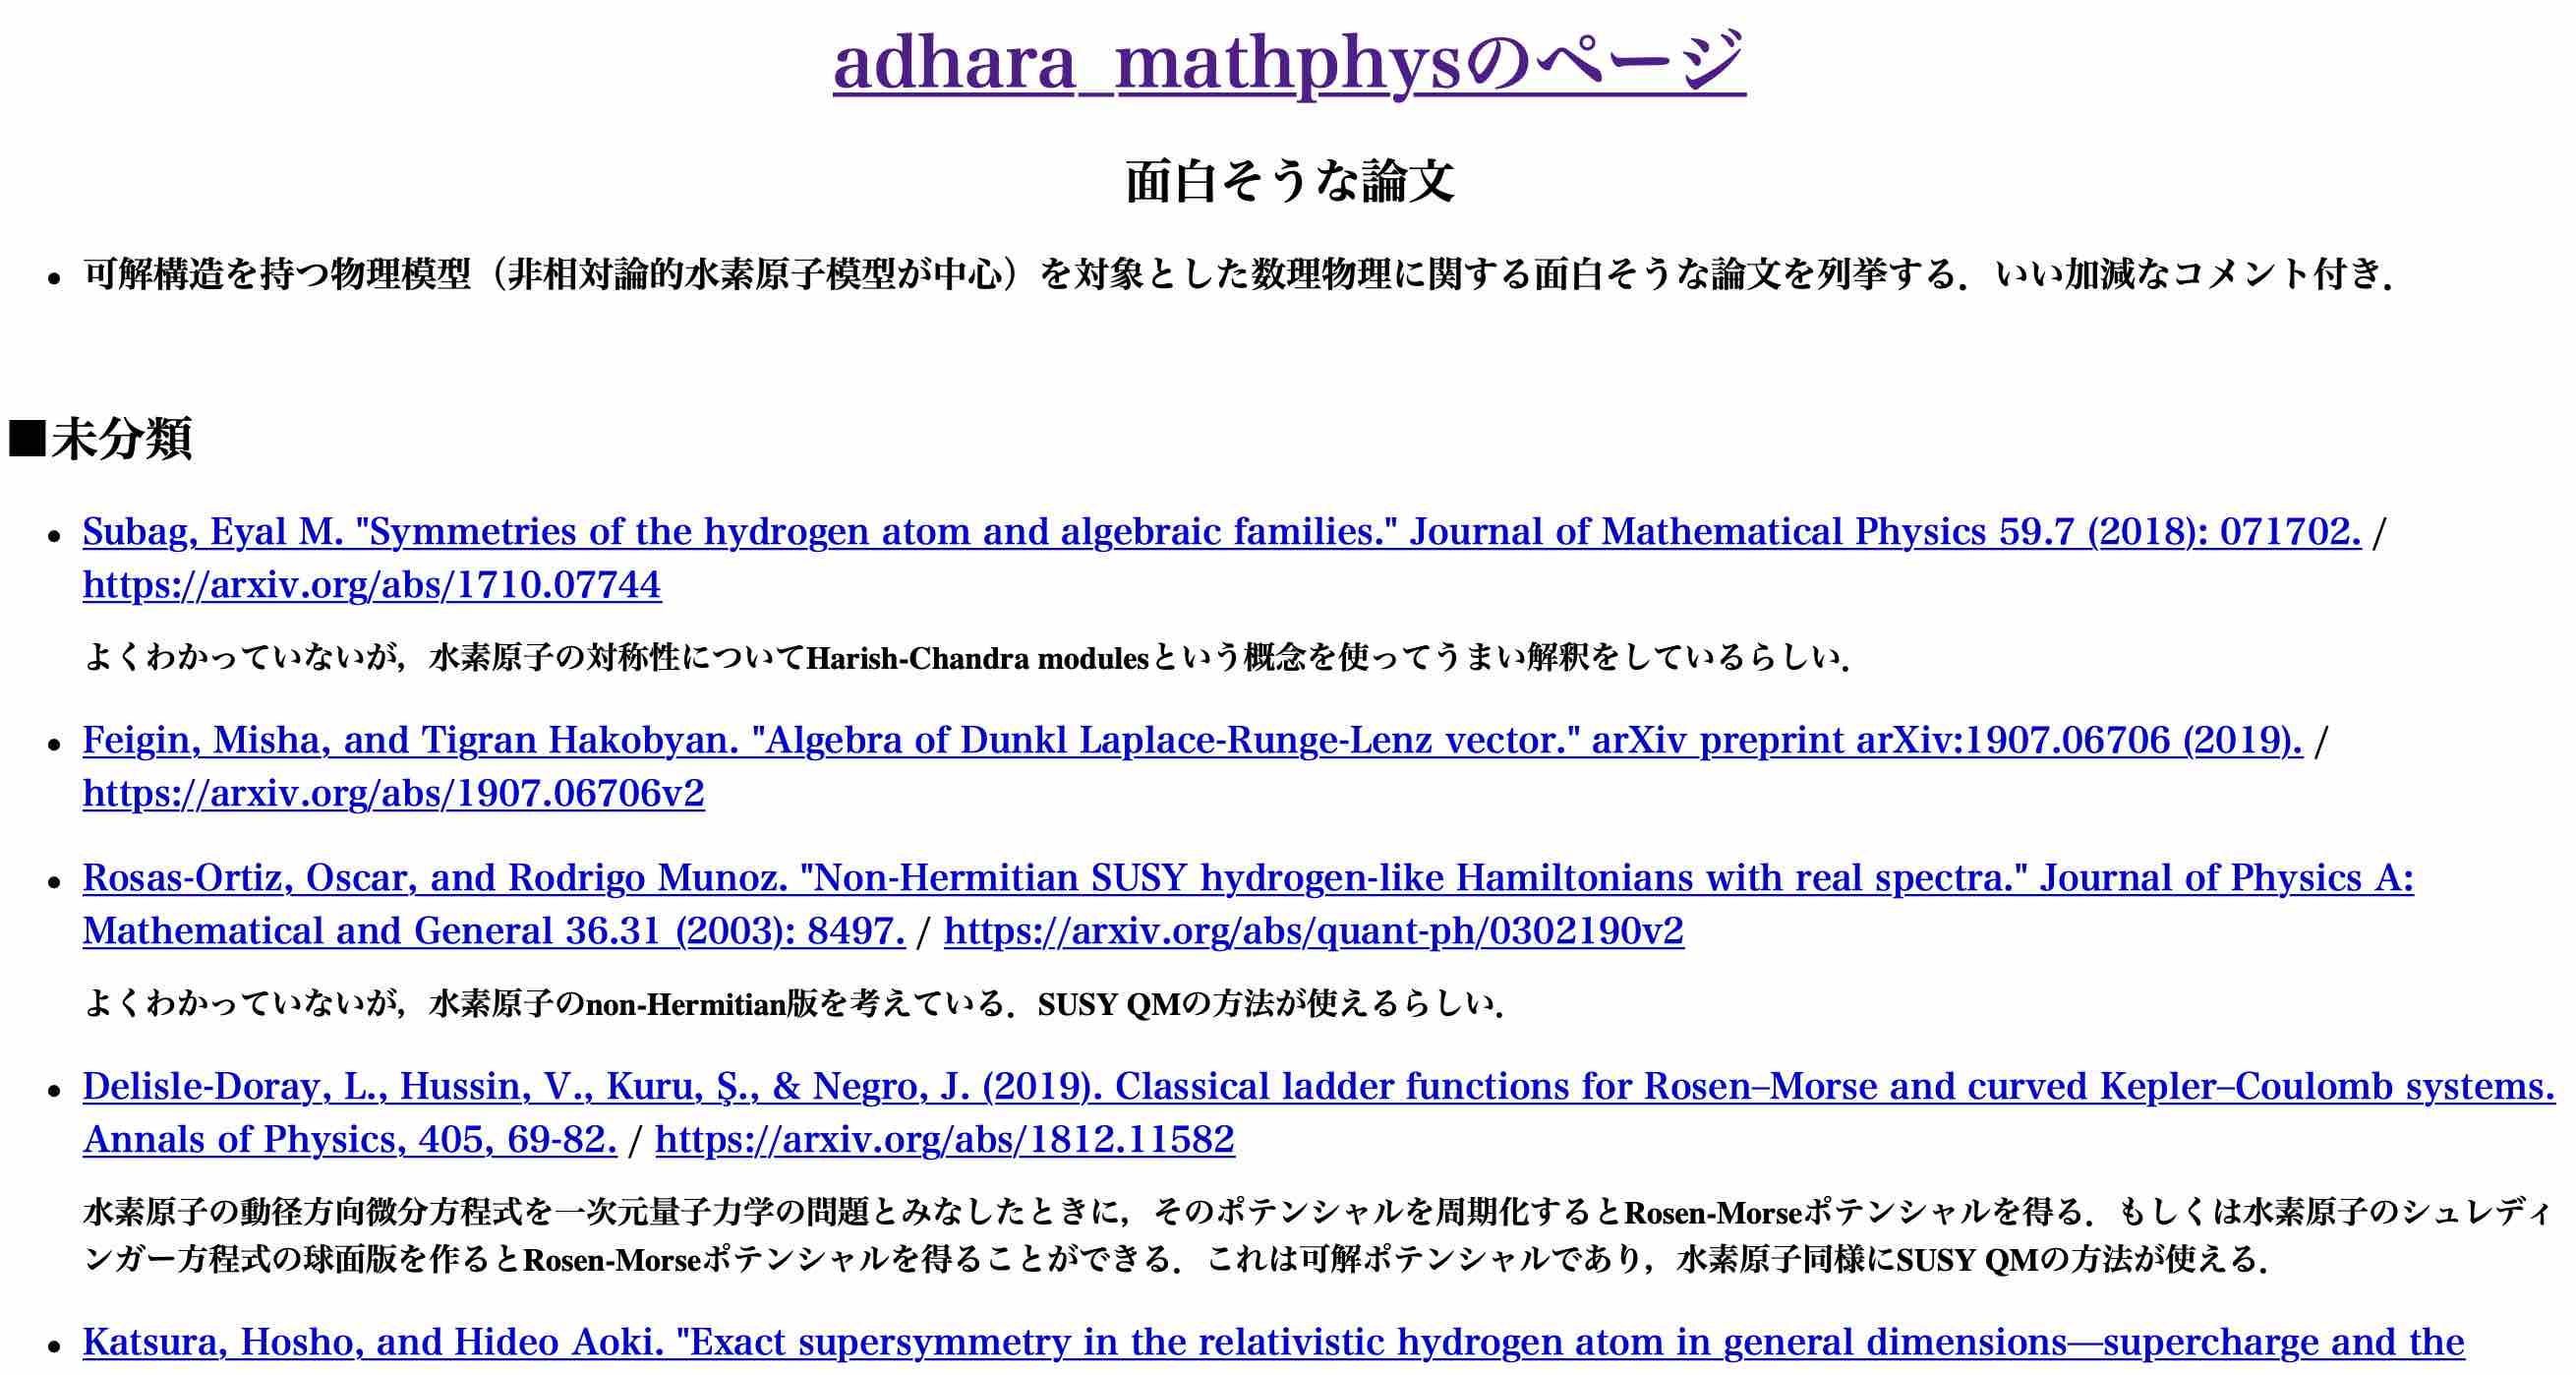 adhara_mathphysのページ
面白そうな論文
• 可解構造を持つ物理模型（非相対論的水素原子模型が中心）を対象とした数理物理に関する面白そうな論文を列挙する．いい加減なコメント付き．
■未分類
• Subag, Eyal M. "Symmetries of the hydrogen atom and algebraic families." Journal of Mathematical Physics 59.7 (2018): 071702. /
https://arxiv.org/abs/1710.07744
よくわかっていないが，水素原子の対称性についてHarish-Chandra modulesという概念を使ってうまい解釈をしているらしい．
• Feigin, Misha, and Tigran Hakobyan. "Algebra of Dunkl Laplace-Runge-Lenz vector." arXiv preprint arXiv:1907.06706 (2019). /
https://arxiv.org/abs/1907.06706v2
• Rosas-Ortiz, Oscar, and Rodrigo Munoz. "Non-Hermitian SUSY hydrogen-like Hamiltonians with real spectra." Journal of Physics A:
Mathematical and General 36.31 (2003): 8497. / https://arxiv.org/abs/quant-ph/0302190v2
よくわかっていないが，水素原子のnon-Hermitian版を考えている．SUSY QMの方法が使えるらしい．
• Delisle-Doray, L., Hussin, V., Kuru, Ş., & Negro, J. (2019). Classical ladder functions for Rosen–Morse and curved Kepler–Coulomb systems.
Annals of Physics, 405, 69-82. / https://arxiv.org/abs/1812.11582
水素原子の動径方向微分方程式を一次元量子力学の問題とみなしたときに，そのポテンシャルを周期化するとRosen-Morseポテンシャルを得る．もしくは水素原子のシュレディ
ンガー方程式の球面版を作るとRosen-Morseポテンシャルを得ることができる．これは可解ポテンシャルであり，水素原子同様にSUSY QMの方法が使える．
• Katsura, Hosho, and Hideo Aoki. "Exact supersymmetry in the relativistic hydrogen atom in general dimensions—supercharge and the